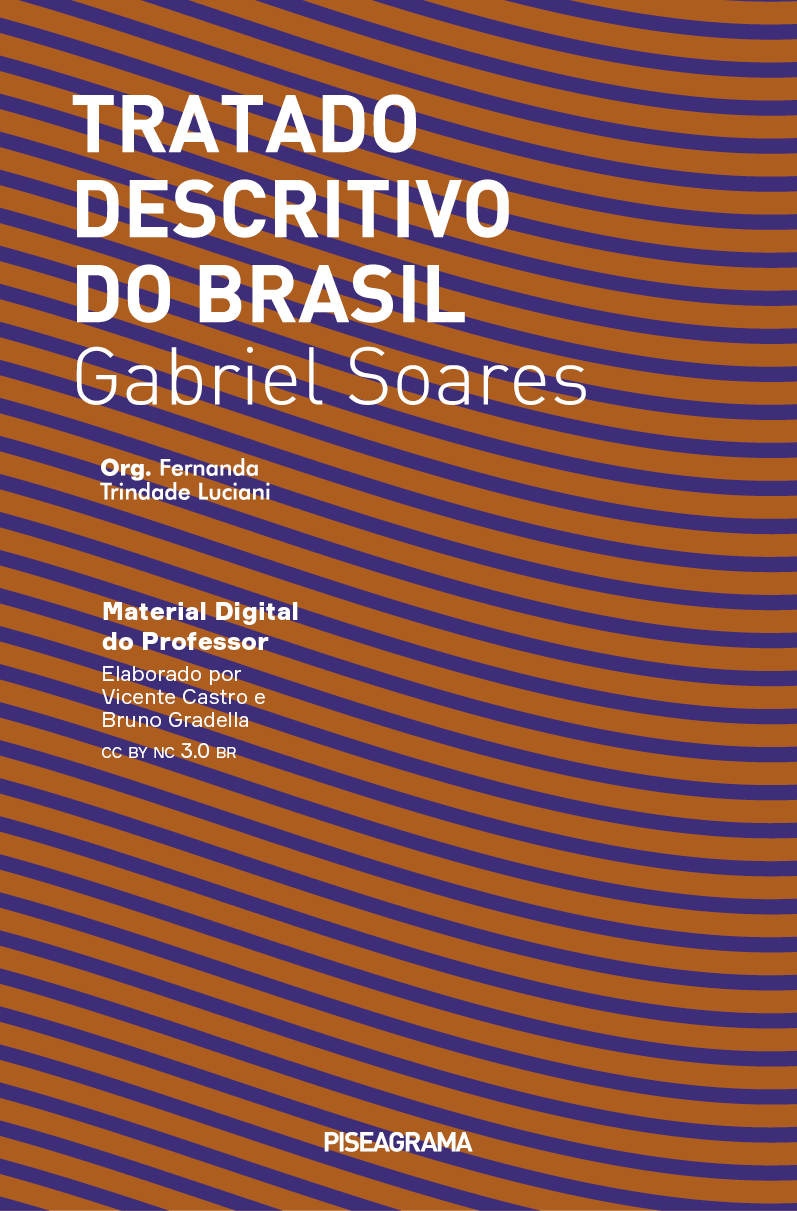 TRATADO
DESCRITIVO
DO BRASIL
Gabriel Soares
Org. Fernanda
Trindade Luciani
Material Digital
do Professor
Elaborado por
Vicente Castro e
Bruno Gradella
CC BY NC 3.0 BR
PISEAGRAMA